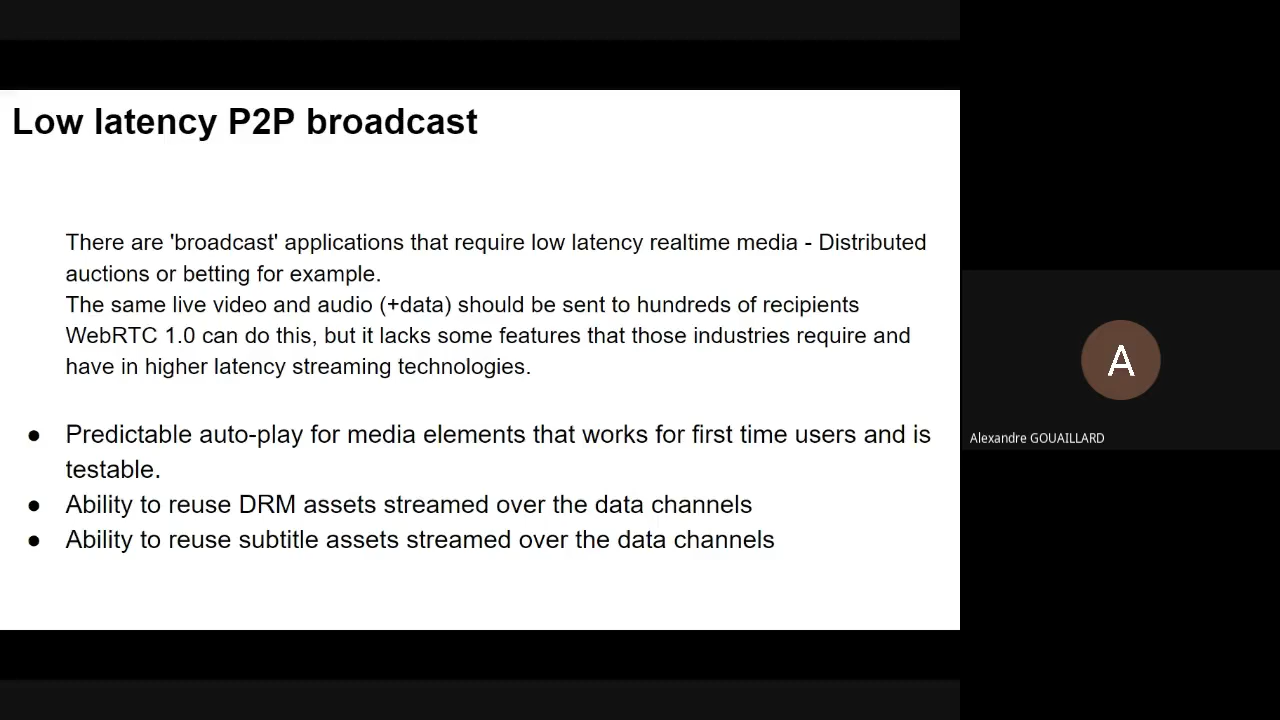 Low latency P2P broadcast
There are 'broadcast' applications that require low latency realtime media - Distributed
auctions or betting for example.
The same live video and audio (+data) should be sent to hundreds of recipients
WebRTC 1.0 can do this, but it lacks some features that those industries require and
have in higher latency streaming technologies.
● Predictable auto-play for media elements that works for first time users and is
testable.
● Ability to reuse DRM assets streamed over the data channels
● Ability to reuse subtitle assets streamed over the data channels
A
Alexandre GOUAILLARD